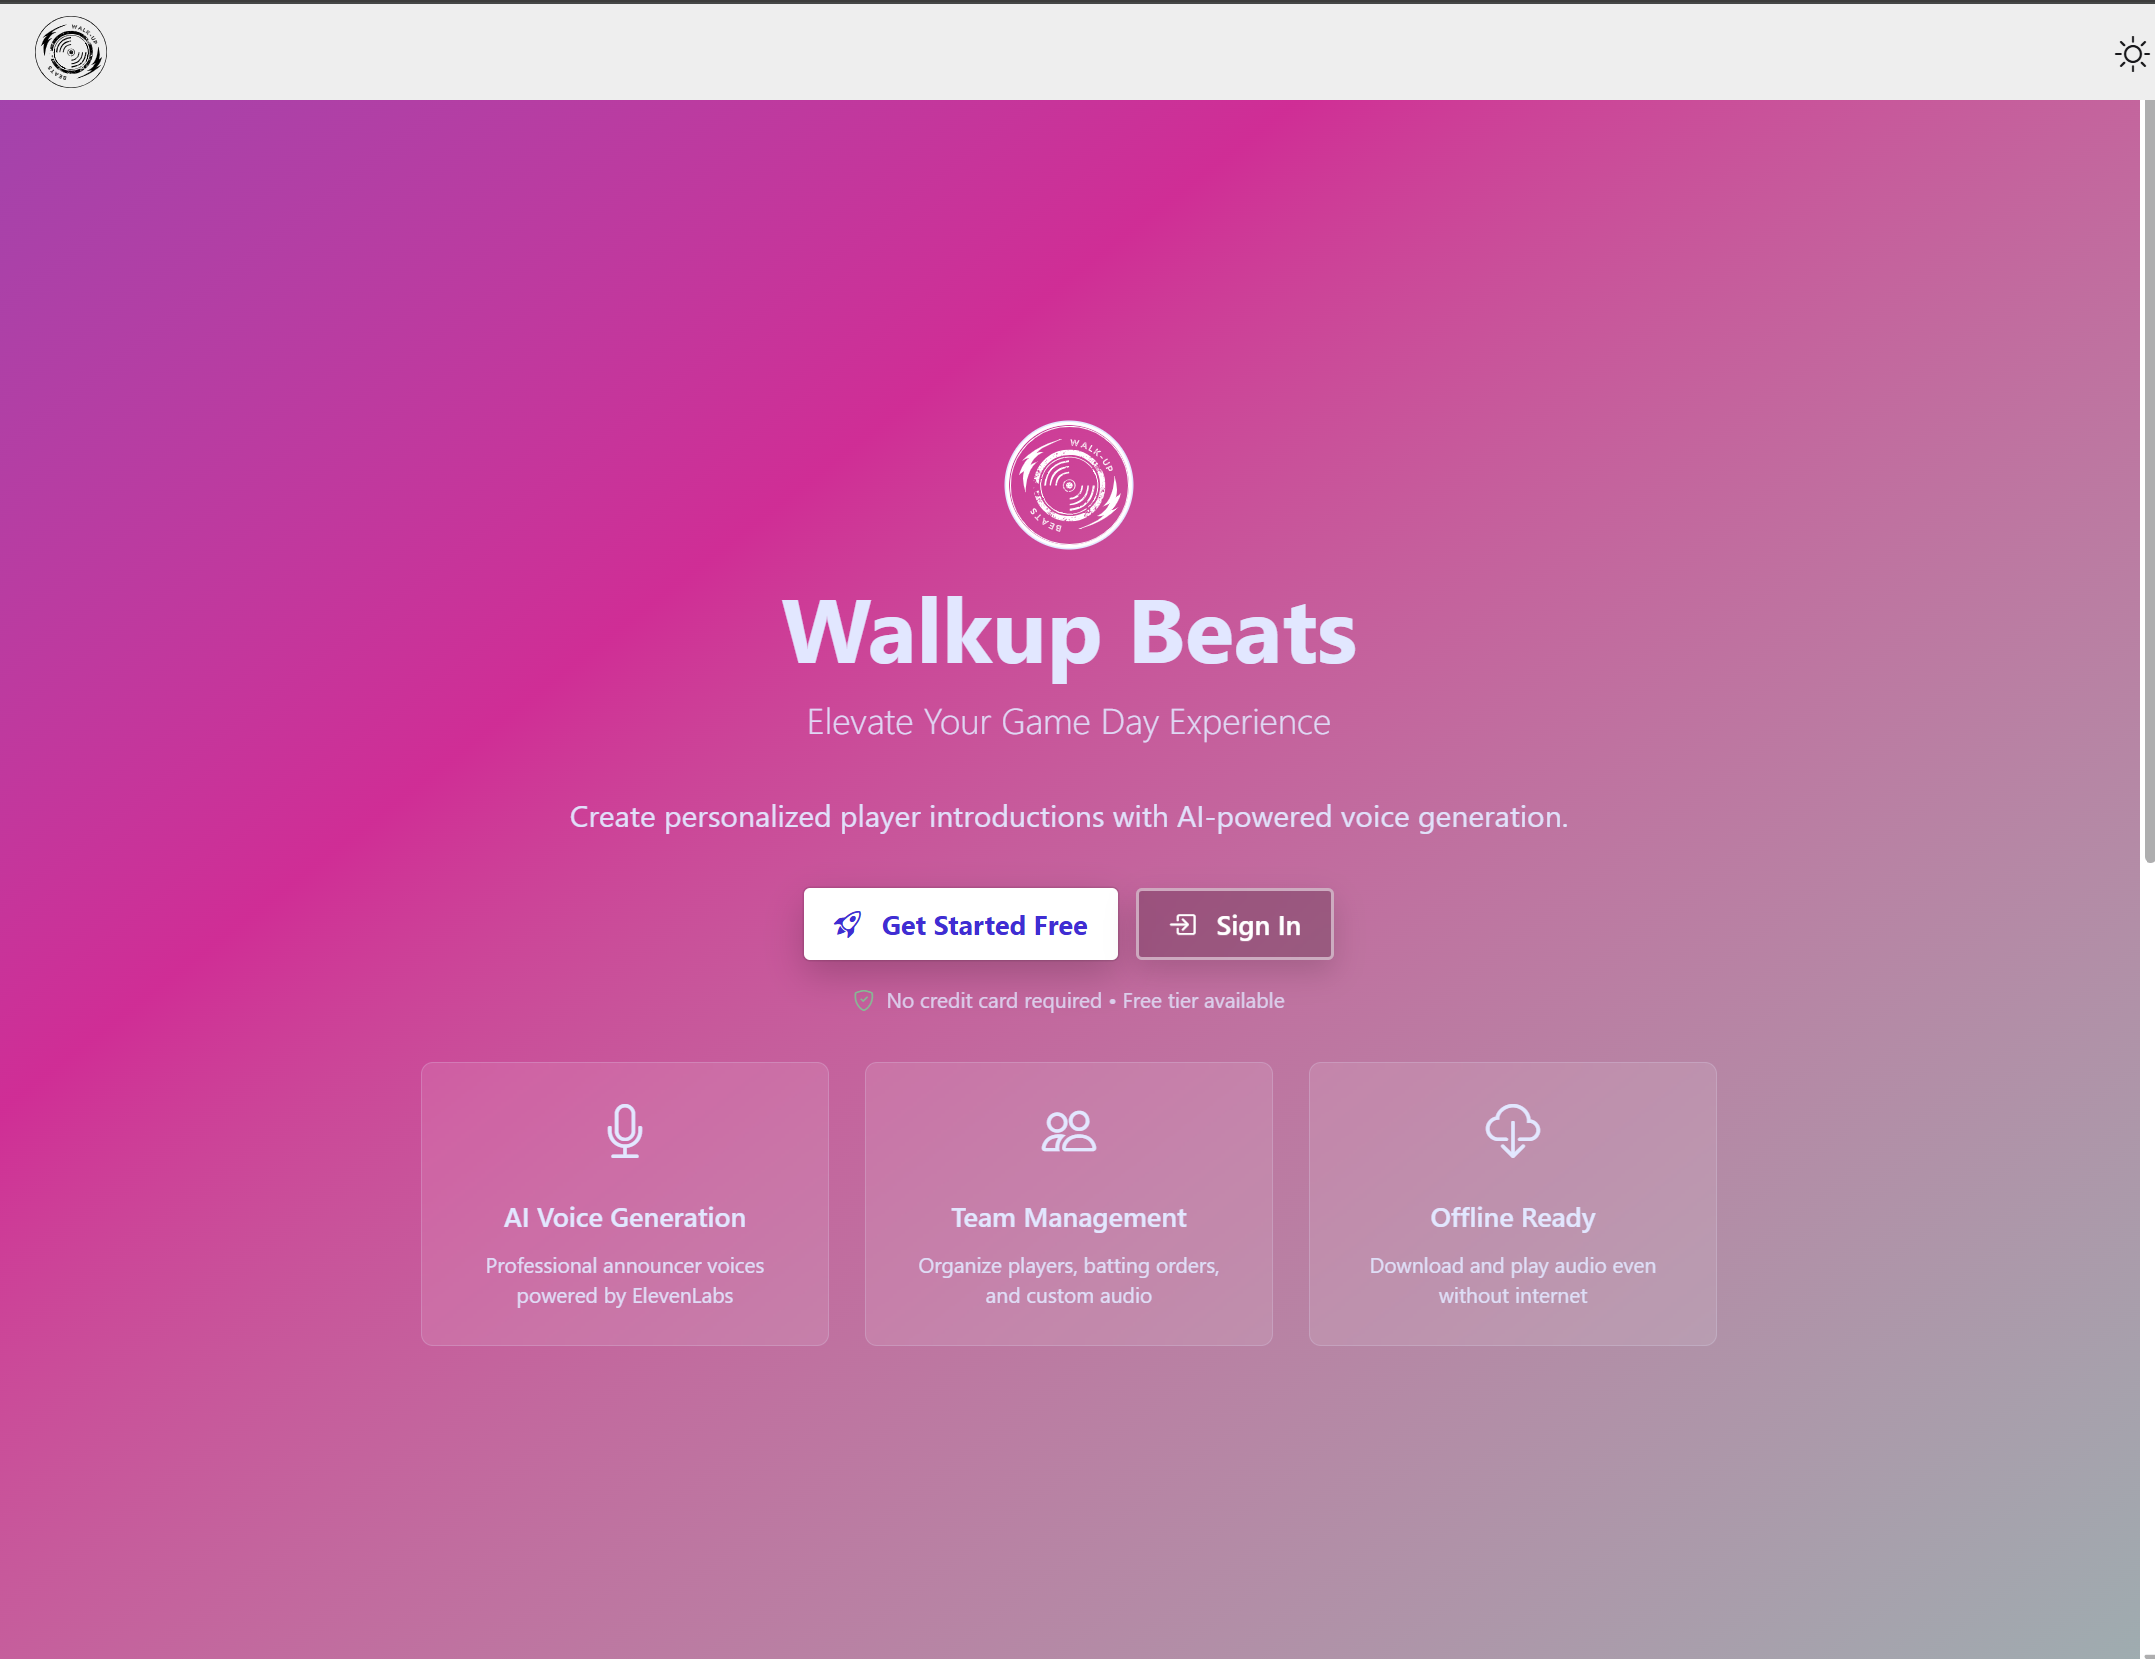 WALK-UP
BEATS
WALK-UP
BEATS
Walkup Beats
Elevate Your Game Day Experience
Create personalized player introductions with AI-powered voice generation.
Get Started Free
Sign In
No credit card required • Free tier available
AI Voice Generation
Professional announcer voices
powered by ElevenLabs
Team Management
Organize players, batting orders,
and custom audio
Offline Ready
Download and play audio even
without internet